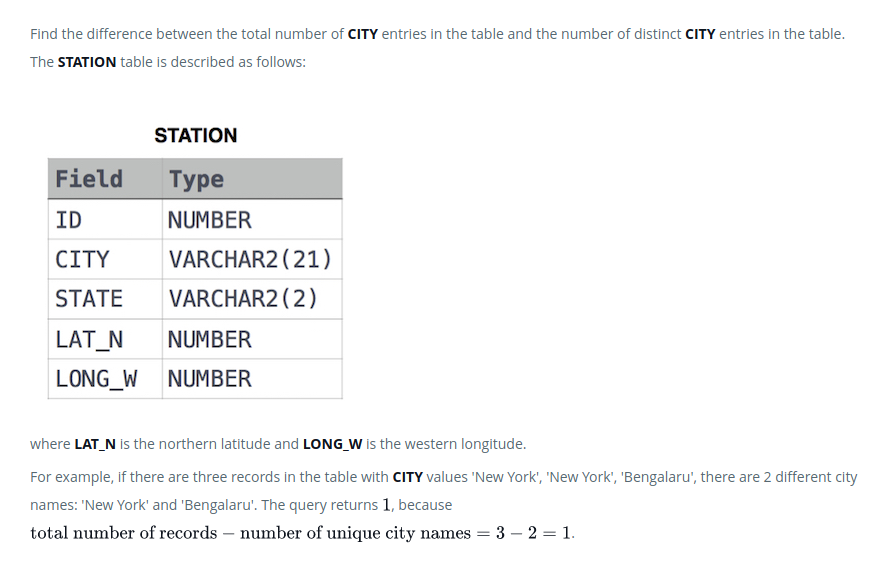 Find the difference between the total number of CITY entries in the table and the number of distinct CITY entries in the table.
The STATION table is described as follows:
STATION
Field Type
ID NUMBER
CITY VARCHAR2(21)
STATE VARCHAR2(2)
LAT_N NUMBER
LONG_W NUMBER
where LAT_N is the northern latitude and LONG_W is the western longitude.
For example, if there are three records in the table with CITY values 'New York', 'New York', 'Bengalaru', there are 2 different city
names: 'New York' and 'Bengalaru'. The query returns 1, because
total number of records − number of unique city names = 3 − 2 = 1.